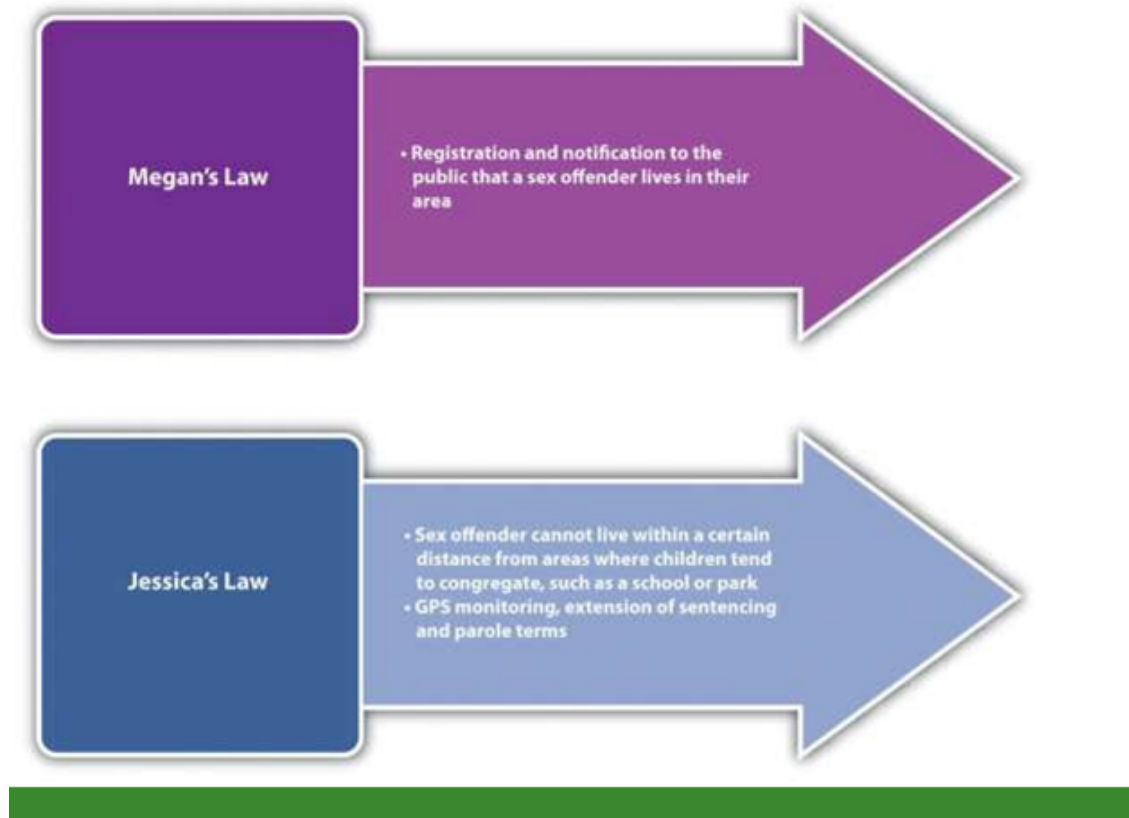 Megan's Law
• Registration and notification to the
public that a sex offender lives in their
area
Jessica's Law
• Sex offender cannot live within a certain
distance from areas where children tend
to congregate, such as a school or park
• GPS monitoring, extension of sentencing
and parole terms